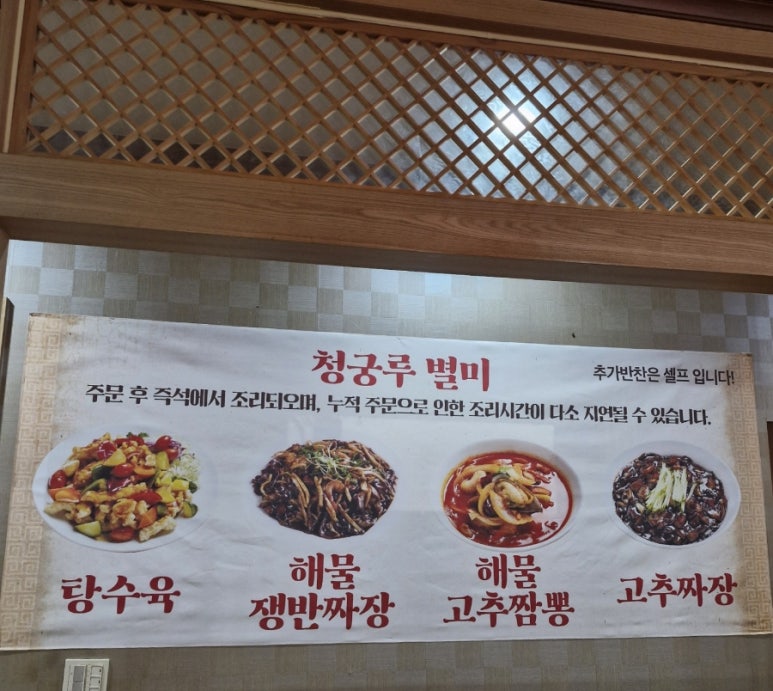 청궁루 별미
추가반찬은 셀프 입니다!
주문 후 즉석에서 조리되오며, 누적 주문으로 인한 조리시간이 다소 지연될 수 있습니다.
탕수육
해물
쟁반짜장
해물
고추짬뽕
고추짜장